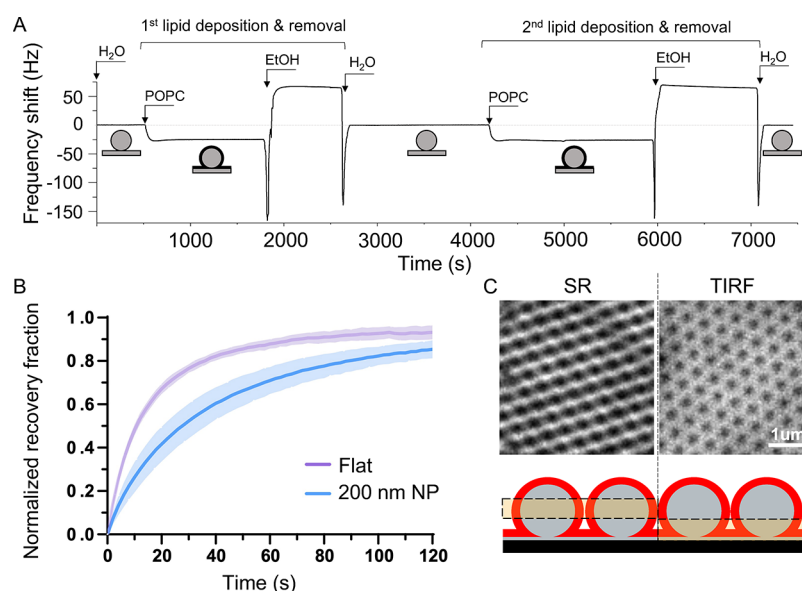 A
1st lipid deposition & removal
2nd lipid deposition & removal
H2O
POPC
EtOH
H2O
POPC
EtOH
H2O
Frequency shift (Hz)
50
0
-50
-100
-150
1000
2000
3000
4000
5000
6000
7000
Time (s)
B
Normalized recovery fraction
1.0
0.8
0.6
0.4
0.2
0.0
Flat
200 nm NP
0
20
40
60
80
100
120
Time (s)
C
SR
TIRF
1um